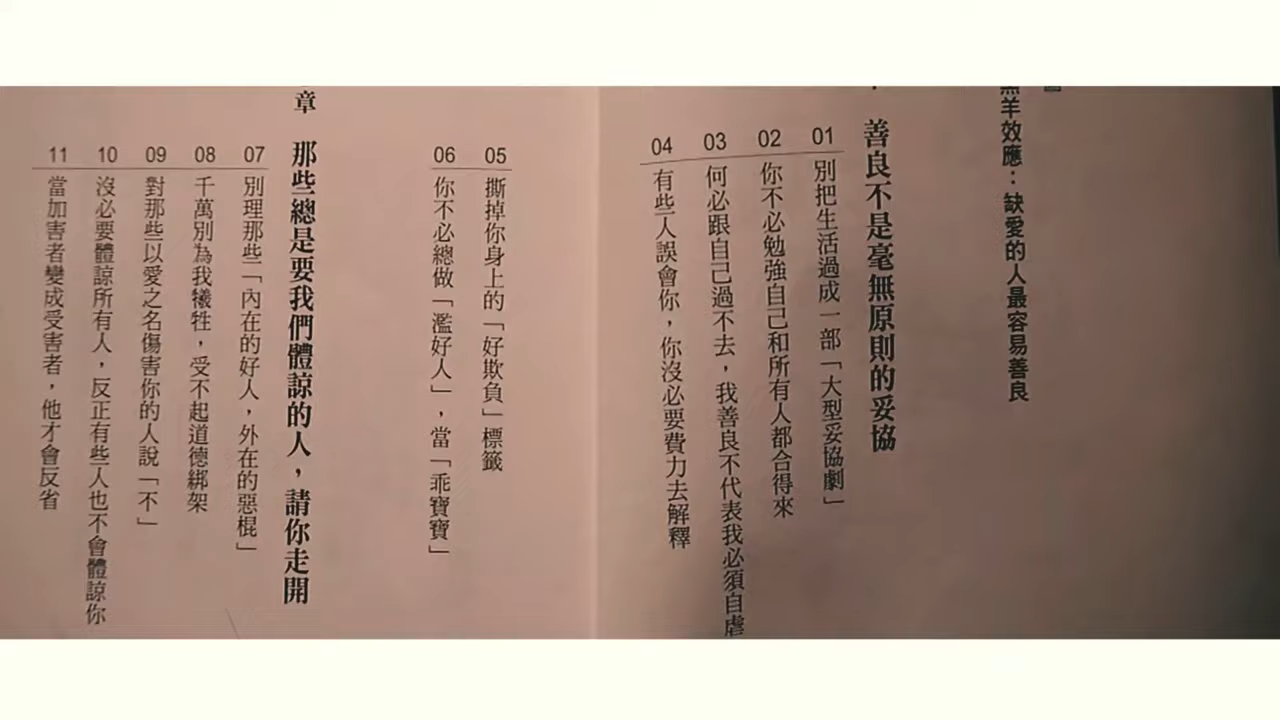 羊效應：缺愛的人最容易善良
善良不是毫無原則的妥協
01 別把生活過成一部「大型妥協劇」
02 你不必勉強自己和所有人都合得來
03 何必跟自己過不去，我善良不代表我必須自虐
04 有些人誤會你，你沒必要費力去解釋
05 撕掉你身上的「好欺負」標籤
06 你不必總做「濫好人」，當「乖寶寶」
章 那些總是要我們體諒的人，請你走開
07 別理那些「內在的好人，外在的惡棍」
08 千萬別為我犧牲，受不起道德綁架
09 對那些以愛之名傷害你的人說「不」
10 沒必要體諒所有人，反正有些人也不會體諒你
11 當加害者變成受害者，他才會反省